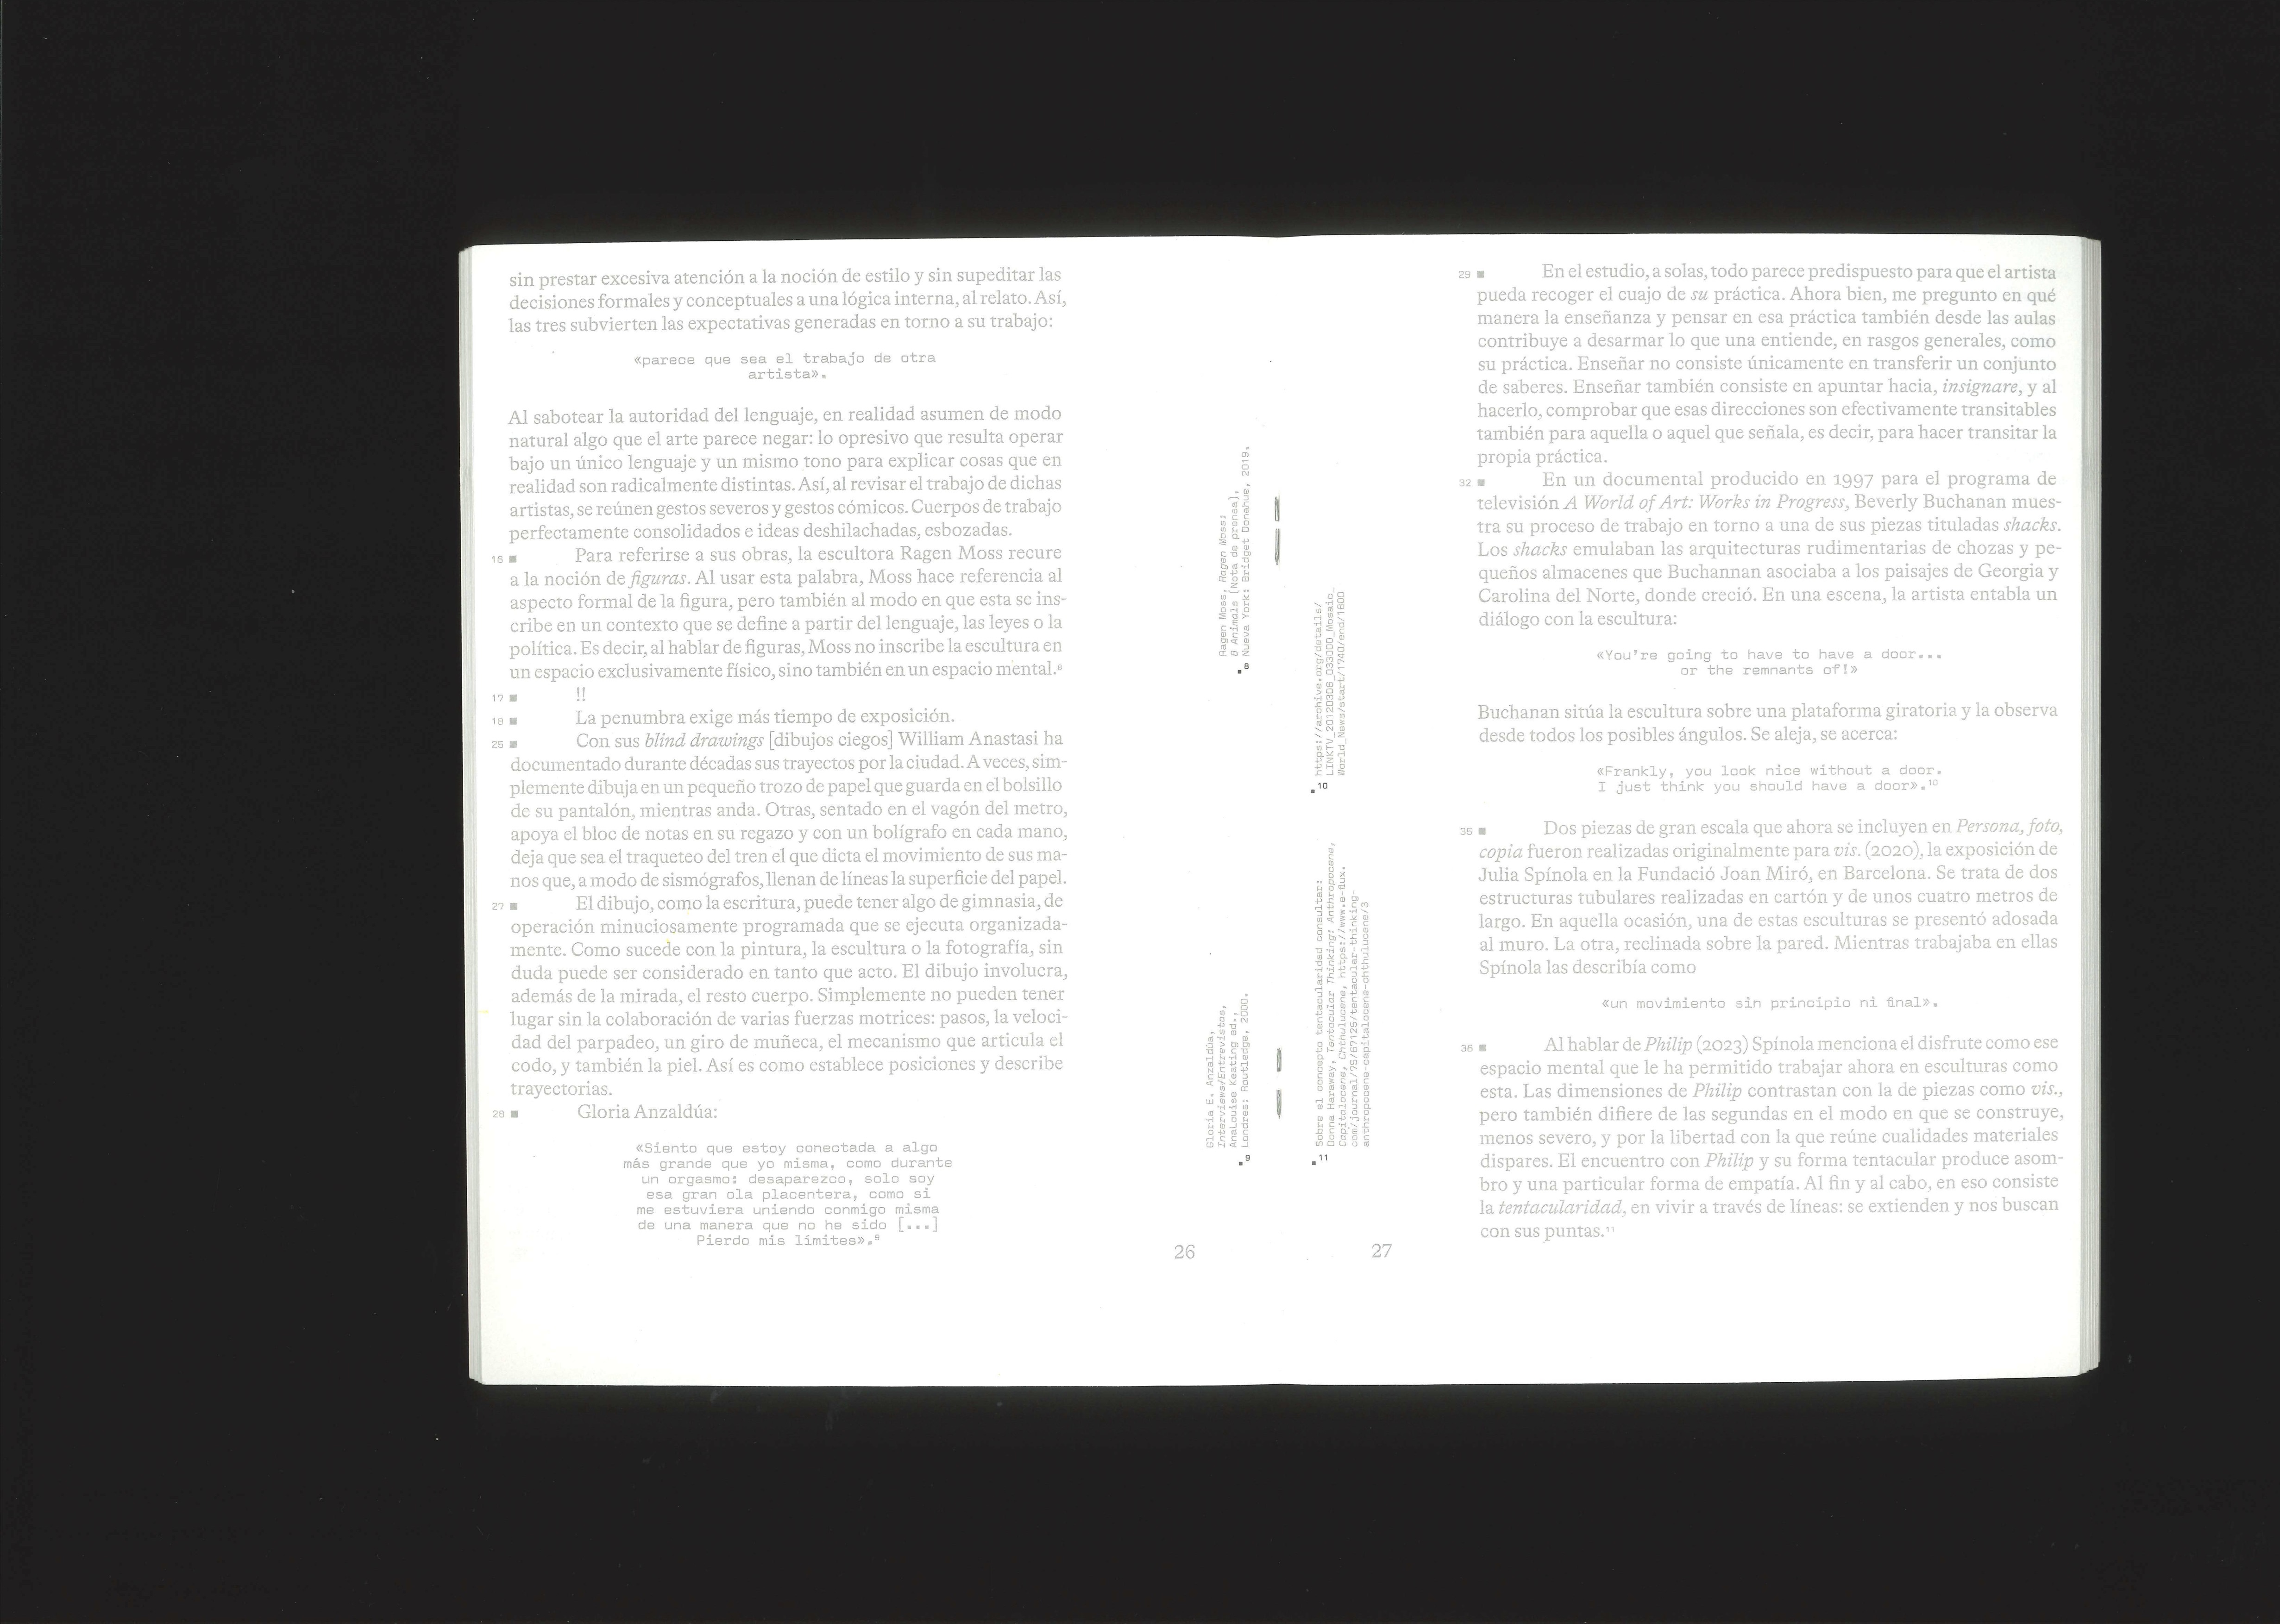 sin prestar excesiva atención a la noción de estilo y sin supeditar las
decisiones formales y conceptuales a una lógica interna, al relato. Así,
las tres subvierten las expectativas generadas en torno a su trabajo:
«parece que sea el trabajo de otra
artista».
Al sabotear la autoridad del lenguaje, en realidad asumen de modo
natural algo que el arte parece negar: lo opresivo que resulta operar
bajo un único lenguaje y un mismo tono para explicar cosas que en
realidad son radicalmente distintas. Así, al revisar el trabajo de dichas
artistas, se reúnen gestos severos y gestos cómicos. Cuerpos de trabajo
perfectamente consolidados e ideas deshilachadas, esbozadas.
16 ■ Para referirse a sus obras, la escultora Ragen Moss recure
a la noción de figuras. Al usar esta palabra, Moss hace referencia al
aspecto formal de la figura, pero también al modo en que esta se ins-
cribe en un contexto que se define a partir del lenguaje, las leyes o la
política. Es decir, al hablar de figuras, Moss no inscribe la escultura en
un espacio exclusivamente físico, sino también en un espacio mental.⁸
17 ■ !!
18 ■ La penumbra exige más tiempo de exposición.
25 ■ Con sus blind drawings [dibujos ciegos] William Anastasi ha
documentado durante décadas sus trayectos por la ciudad. A veces, sim-
plemente dibuja en un pequeño trozo de papel que guarda en el bolsillo
de su pantalón, mientras anda. Otras, sentado en el vagón del metro,
apoya el bloc de notas en su regazo y con un bolígrafo en cada mano,
deja que sea el traqueteo del tren el que dicta el movimiento de sus ma-
nos que, a modo de sismógrafos, llenan de líneas la superficie del papel.
27 ■ El dibujo, como la escritura, puede tener algo de gimnasia, de
operación minuciosamente programada que se ejecuta organizada-
mente. Como sucede con la pintura, la escultura o la fotografía, sin
duda puede ser considerado en tanto que acto. El dibujo involucra,
además de la mirada, el resto cuerpo. Simplemente no pueden tener
lugar sin la colaboración de varias fuerzas motrices: pasos, la veloci-
dad del parpadeo, un giro de muñeca, el mecanismo que articula el
codo, y también la piel. Así es como establece posiciones y describe
trayectorias.
28 ■ Gloria Anzaldúa:
«Siento que estoy conectada a algo
más grande que yo misma, como durante
un orgasmo: desaparezco, solo soy
esa gran ola placentera, como si
me estuviera uniendo conmigo misma
de una manera que no he sido [...]
Pierdo mis límites».⁹
Ragen Moss, Ragen Moss:
8 Animals [Nota de prensa],
Nueva York: Bridget Donahue, 2019.
■8
Gloria E. Anzaldúa,
Interviews/Entrevistas,
AnaLouise Keating ed.,
Londres: Routledge, 2000.
■9
26
https://archive.org/details/
LINKTV_20120306_033000_Mosaic_
World_News/start/1740/end/1800
■10
Sobre el concepto tentacularidad consultar:
Donna Haraway, Tentacular Thinking: Anthropocene,
Capitalocene, Chthulucene, https://www.e-flux.
com/journal/75/67125/tentacular-thinking-
anthropocene-capitalocene-chthulucene/3
■11
27
29 ■ En el estudio, a solas, todo parece predispuesto para que el artista
pueda recoger el cuajo de su práctica. Ahora bien, me pregunto en qué
manera la enseñanza y pensar en esa práctica también desde las aulas
contribuye a desarmar lo que una entiende, en rasgos generales, como
su práctica. Enseñar no consiste únicamente en transferir un conjunto
de saberes. Enseñar también consiste en apuntar hacia, insignare, y al
hacerlo, comprobar que esas direcciones son efectivamente transitables
también para aquella o aquel que señala, es decir, para hacer transitar la
propia práctica.
32 ■ En un documental producido en 1997 para el programa de
televisión A World of Art: Works in Progress, Beverly Buchanan mues-
tra su proceso de trabajo en torno a una de sus piezas tituladas shacks.
Los shacks emulaban las arquitecturas rudimentarias de chozas y pe-
queños almacenes que Buchannan asociaba a los paisajes de Georgia y
Carolina del Norte, donde creció. En una escena, la artista entabla un
diálogo con la escultura:
«You're going to have to have a door...
or the remnants of!»
Buchanan sitúa la escultura sobre una plataforma giratoria y la observa
desde todos los posibles ángulos. Se aleja, se acerca:
«Frankly, you look nice without a door.
I just think you should have a door».¹⁰
35 ■ Dos piezas de gran escala que ahora se incluyen en Persona, foto,
copia fueron realizadas originalmente para vis. (2020), la exposición de
Julia Spínola en la Fundació Joan Miró, en Barcelona. Se trata de dos
estructuras tubulares realizadas en cartón y de unos cuatro metros de
largo. En aquella ocasión, una de estas esculturas se presentó adosada
al muro. La otra, reclinada sobre la pared. Mientras trabajaba en ellas
Spínola las describía como
«un movimiento sin principio ni final».
36 ■ Al hablar de Philip (2023) Spínola menciona el disfrute como ese
espacio mental que le ha permitido trabajar ahora en esculturas como
esta. Las dimensiones de Philip contrastan con la de piezas como vis.,
pero también difiere de las segundas en el modo en que se construye,
menos severo, y por la libertad con la que reúne cualidades materiales
dispares. El encuentro con Philip y su forma tentacular produce asom-
bro y una particular forma de empatía. Al fin y al cabo, en eso consiste
la tentacularidad, en vivir a través de líneas: se extienden y nos buscan
con sus puntas.¹¹